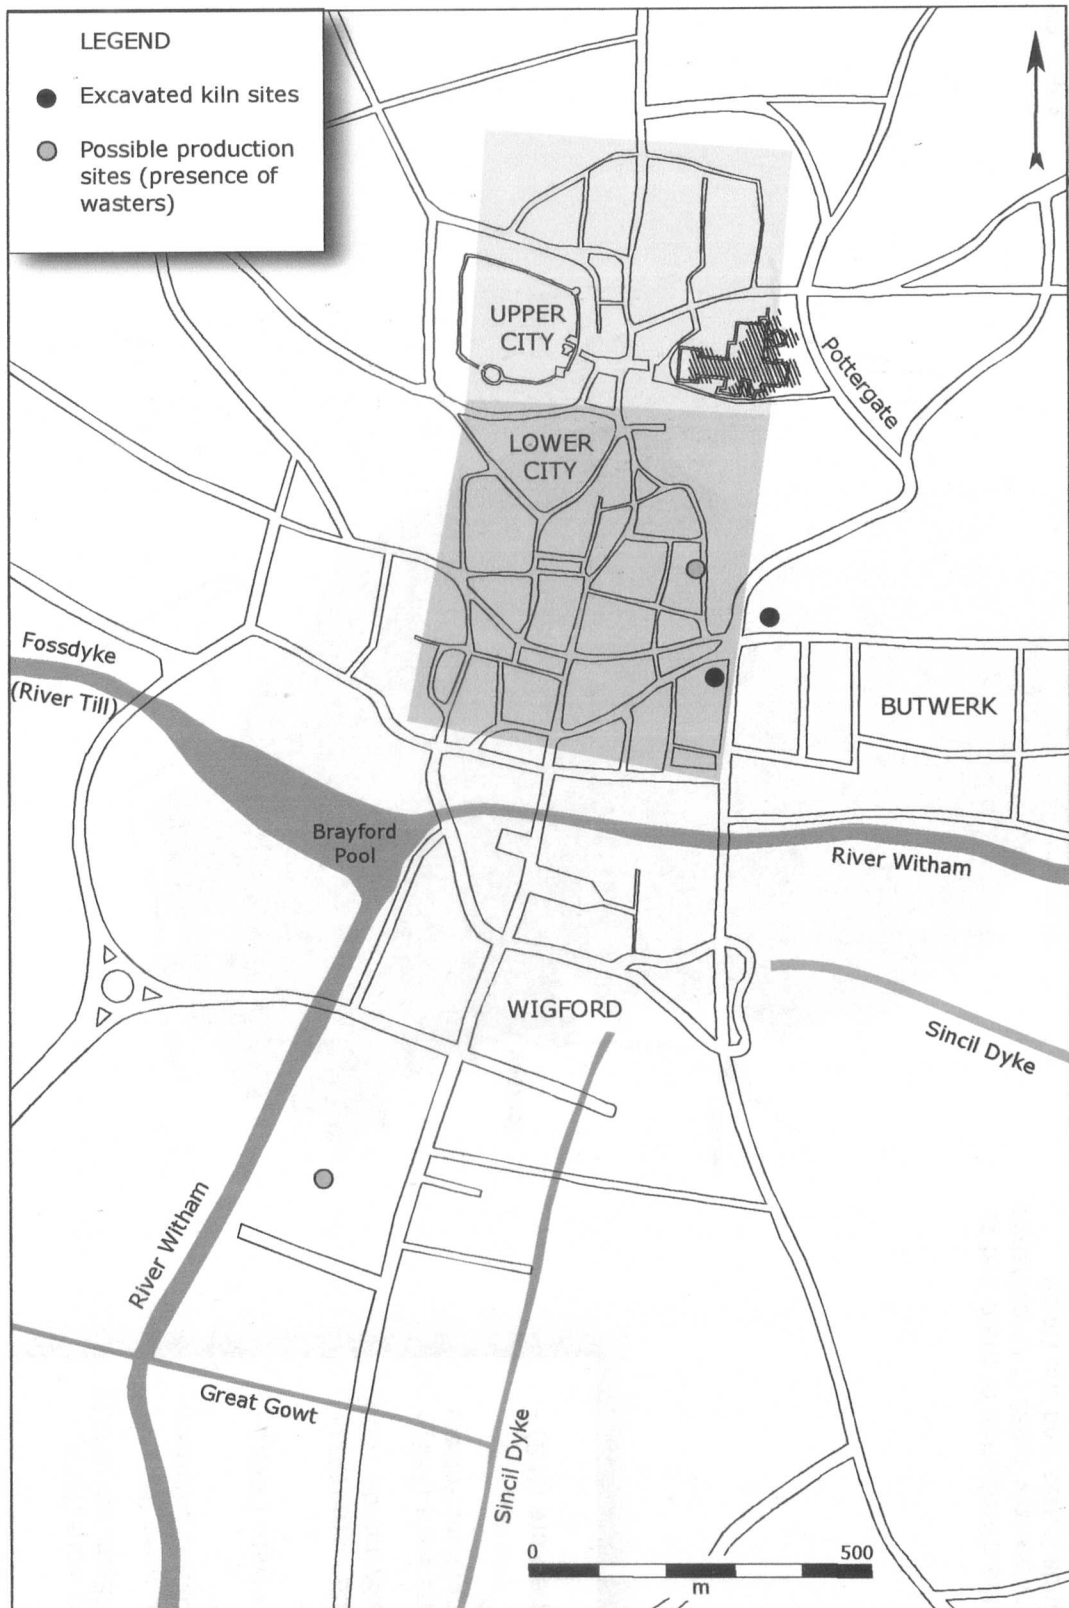 LEGEND
Excavated kiln sites
Possible production
sites (presence of
wasters)
UPPER
CITY
Pottergate
LOWER
CITY
Fossdyke
(River Till)
BUTWERK
Brayford
Pool
River Witham
WIGFORD
Sincil Dyke
River Witham
Great Gowt
Sincil Dyke
0 500
m